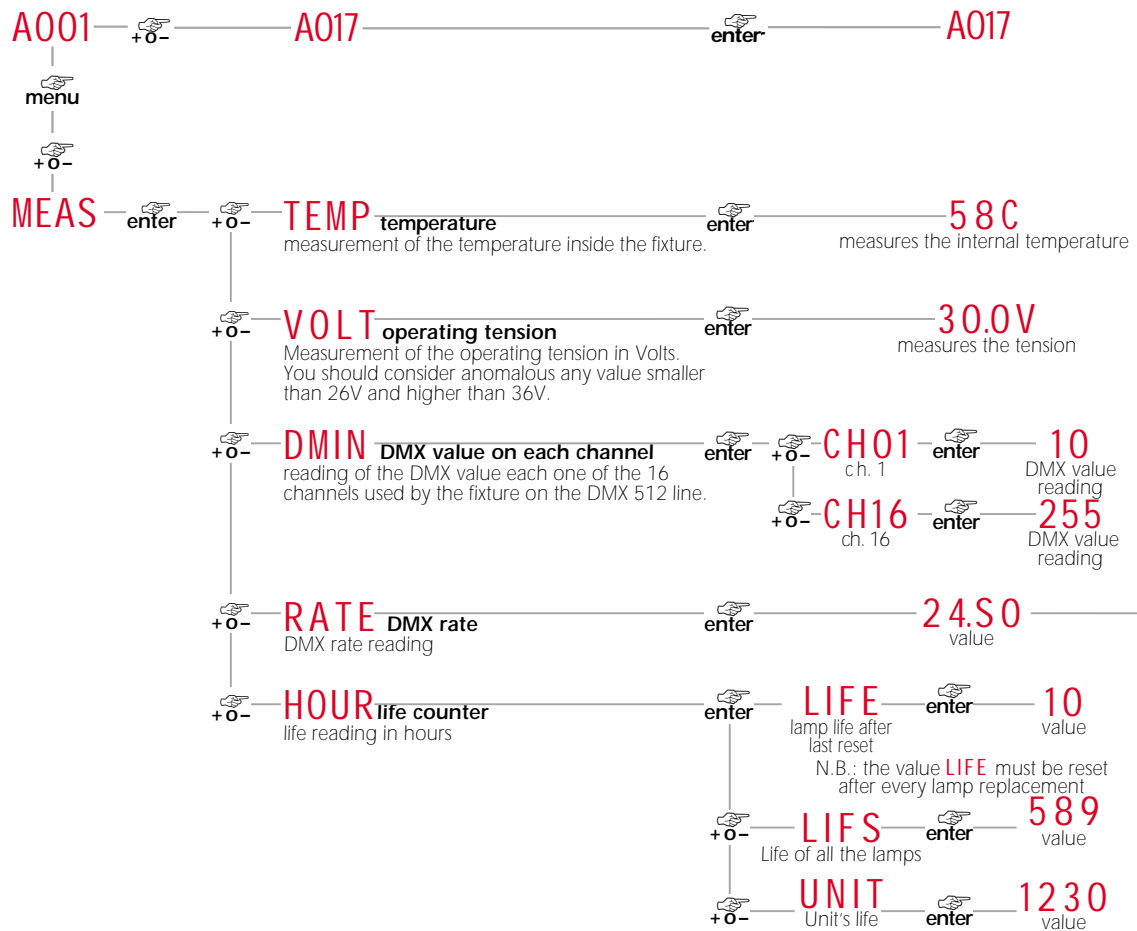 A001 +o- A017 enter A017
menu
+o-
MEAS enter +o- TEMP temperature enter 58C
measurement of the temperature inside the fixture. measures the internal temperature
+o- VOLT operating tension enter 30.0V
Measurement of the operating tension in Volts. measures the tension
You should consider anomalous any value smaller
than 26V and higher than 36V.
+o- DMIN DMX value on each channel enter +o- CH01 enter 10
reading of the DMX value each one of the 16 ch. 1 DMX value
channels used by the fixture on the DMX 512 line. reading
+o- CH16 enter 255
ch. 16 DMX value
reading
+o- RATE DMX rate enter 24.S0
DMX rate reading value
+o- HOUR life counter enter LIFE enter 10
life reading in hours lamp life after value
last reset
N.B.: the value LIFE must be reset
after every lamp replacement
+o- LIFS enter 589
Life of all the lamps value
+o- UNIT enter 1230
Unit's life value